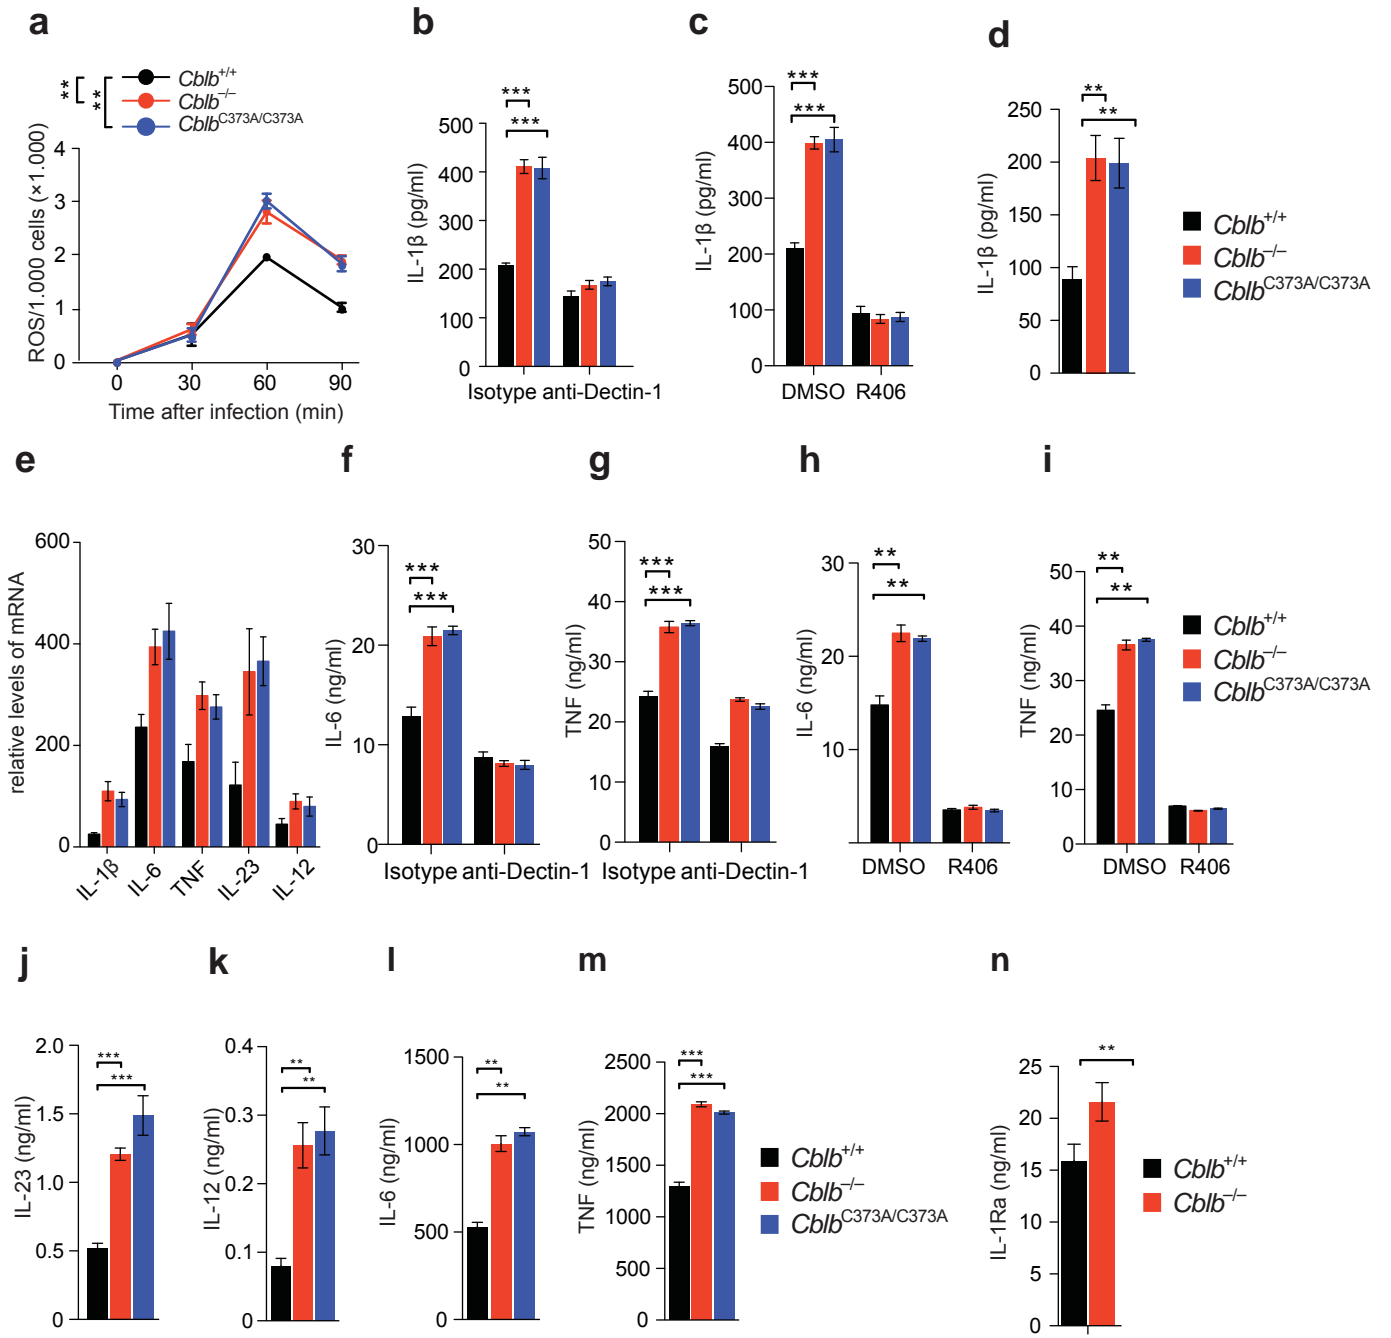 a
** **
Cblb+/+
Cblb–/–
CblbC373A/C373A
ROS/1.000 cells (×1.000)
4
3
2
1
0
0 30 60 90
Time after infection (min)
b
***
***
IL-1β (pg/ml)
500
400
300
200
100
0
Isotype anti-Dectin-1
c
***
***
IL-1β (pg/ml)
500
400
300
200
100
0
DMSO R406
d
**
**
IL-1β (pg/ml)
250
200
150
100
50
0
Cblb+/+
Cblb–/–
CblbC373A/C373A
e
relative levels of mRNA
600
400
200
0
IL-1β IL-6 TNF IL-23 IL-12
f
***
***
IL-6 (ng/ml)
30
20
10
0
Isotype anti-Dectin-1
g
***
***
TNF (ng/ml)
50
40
30
20
10
0
Isotype anti-Dectin-1
h
**
**
IL-6 (ng/ml)
30
20
10
DMSO R406
i
**
**
TNF (ng/ml)
50
40
30
20
10
0
DMSO R406
Cblb+/+
Cblb–/–
CblbC373A/C373A
j
***
***
IL-23 (ng/ml)
2.0
1.5
1.0
0.5
0
k
**
**
IL-12 (ng/ml)
0.4
0.3
0.2
0.1
0
l
**
**
IL-6 (ng/ml)
1500
1000
500
0
m
***
***
TNF (ng/ml)
2500
2000
1500
1000
500
0
Cblb+/+
Cblb–/–
CblbC373A/C373A
n
**
IL-1Ra (ng/ml)
25
20
15
10
5
0
Cblb+/+
Cblb–/–